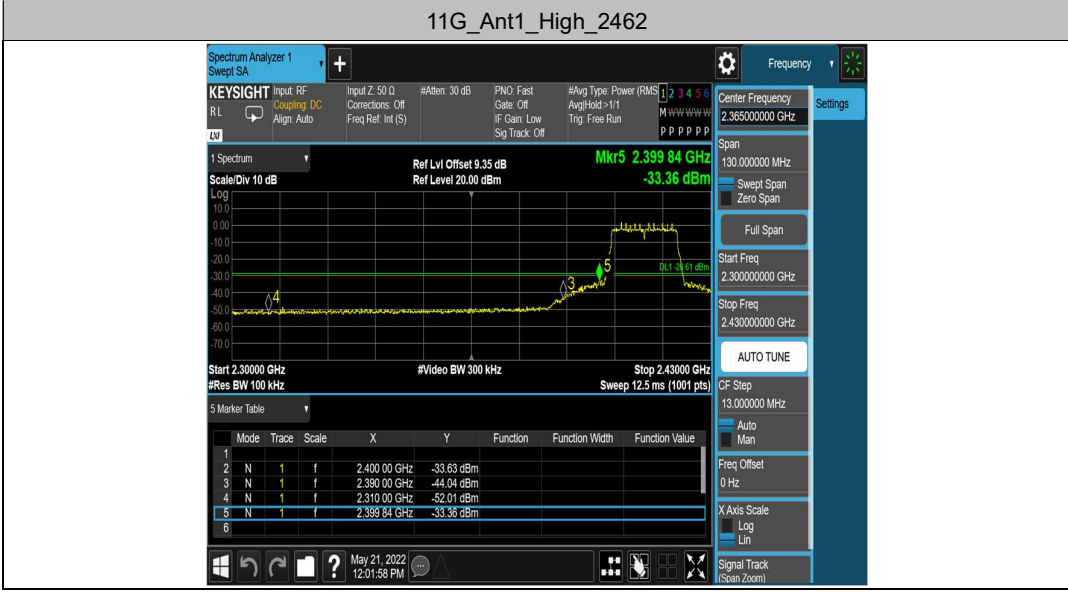 11G_Ant1_High_2462
Spectrum Analyzer 1
Swept SA
+
Frequency
KEYSIGHT
RL
LXI
Input: RF
Coupling: DC
Align: Auto
Input Z: 50 Ω
Corrections: Off
Freq Ref: Int (S)
#Atten: 30 dB
PNO: Fast
Gate: Off
IF Gain: Low
Sig Track: Off
#Avg Type: Power (RMS
Avg|Hold:>1/1
Trig: Free Run
1 2 3 4 5 6
M W W W W W
P P P P P P
1 Spectrum
Scale/Div 10 dB
Ref Lvl Offset 9.35 dB
Ref Level 20.00 dBm
Mkr5 2.399 84 GHz
-33.36 dBm
Log
10.0
0.00
-10.0
-20.0
-30.0
-40.0
-50.0
-60.0
-70.0
4
3
5
Start 2.30000 GHz
#Res BW 100 kHz
#Video BW 300 kHz
Stop 2.43000 GHz
Sweep 12.5 ms (1001 pts)
5 Marker Table
Mode Trace Scale X Y Function Function Width Function Value
1
2 N 1 f 2.400 00 GHz -33.63 dBm
3 N 1 f 2.390 00 GHz -44.04 dBm
4 N 1 f 2.310 00 GHz -52.01 dBm
5 N 1 f 2.399 84 GHz -33.36 dBm
6
?
May 21, 2022
12:01:58 PM
Center Frequency
2.365000000 GHz
Settings
Span
130.000000 MHz
Swept Span
Zero Span
Full Span
Start Freq
2.300000000 GHz
Stop Freq
2.430000000 GHz
AUTO TUNE
CF Step
13.000000 MHz
Auto
Man
Freq Offset
0 Hz
X Axis Scale
Log
Lin
Signal Track
(Span Zoom)